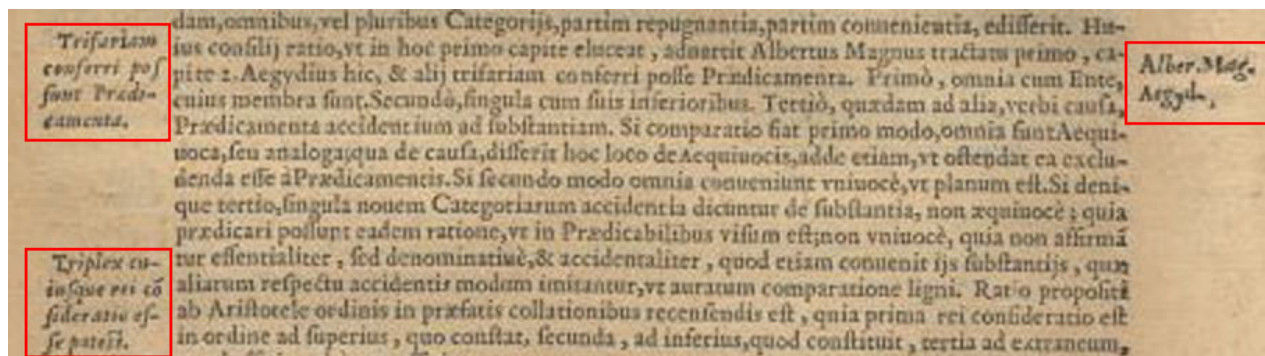 dam, omnibus, vel pluribus Categorijs, partim repugnantia, partim conuenientia, edisserit. Hu-
ius consilij ratio, vt in hoc primo capite eluceat, aduertit Albertus Magnus tractatu primo, ca-
pite 2. Aegydius hic, & alij trifariam conferri posse Prædicamenta. Primò, omnia cum Ente,
cuius membra sunt. Secundò, singula cum suis inferioribus. Tertiò, quædam ad alia, verbi causa,
Prædicamenta accidentium ad substantiam. Si comparatio fiat primo modo, omnia sunt Aequi-
uoca, seu analoga; qua de causa, disserit hoc loco de Aequiuocis, adde etiam, vt ostendat ea exclu-
denda esse à Prædicamentis. Si secundo modo omnia conueniunt vniuocè, vt planum est. Si deni-
que tertio, singula nouem Categoriarum accidentia dicuntur de substantia, non æquiuocè; quia
prædicari possunt eadem ratione, vt in Prædicabilibus visum est; non vniuocè, quia non affirmã
tur essentialiter, sed denominatiuè, & accidentaliter, quod etiam conuenit ijs substantijs, quæ
aliarum respectu accidentis modum imitantur, vt auratum comparatione ligni. Ratio propositi
ab Aristotele ordinis in præfatis collationibus recensendis est, quia prima rei consideratio est
in ordine ad superius, quo constat, secunda, ad inferius, quod constituit, tertia ad extraneum,
Trifariam
conferri pos
sunt Prædi-
camenta.
Triplex cu-
iusque rei cõ
sideratio es-
se potest.
Alber. Mag.
Aegyd.